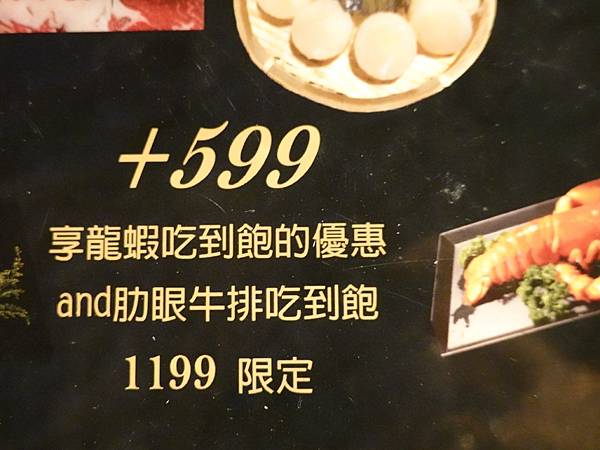 +599
享龍蝦吃到飽的優惠
and肋眼牛排吃到飽
1199 限定